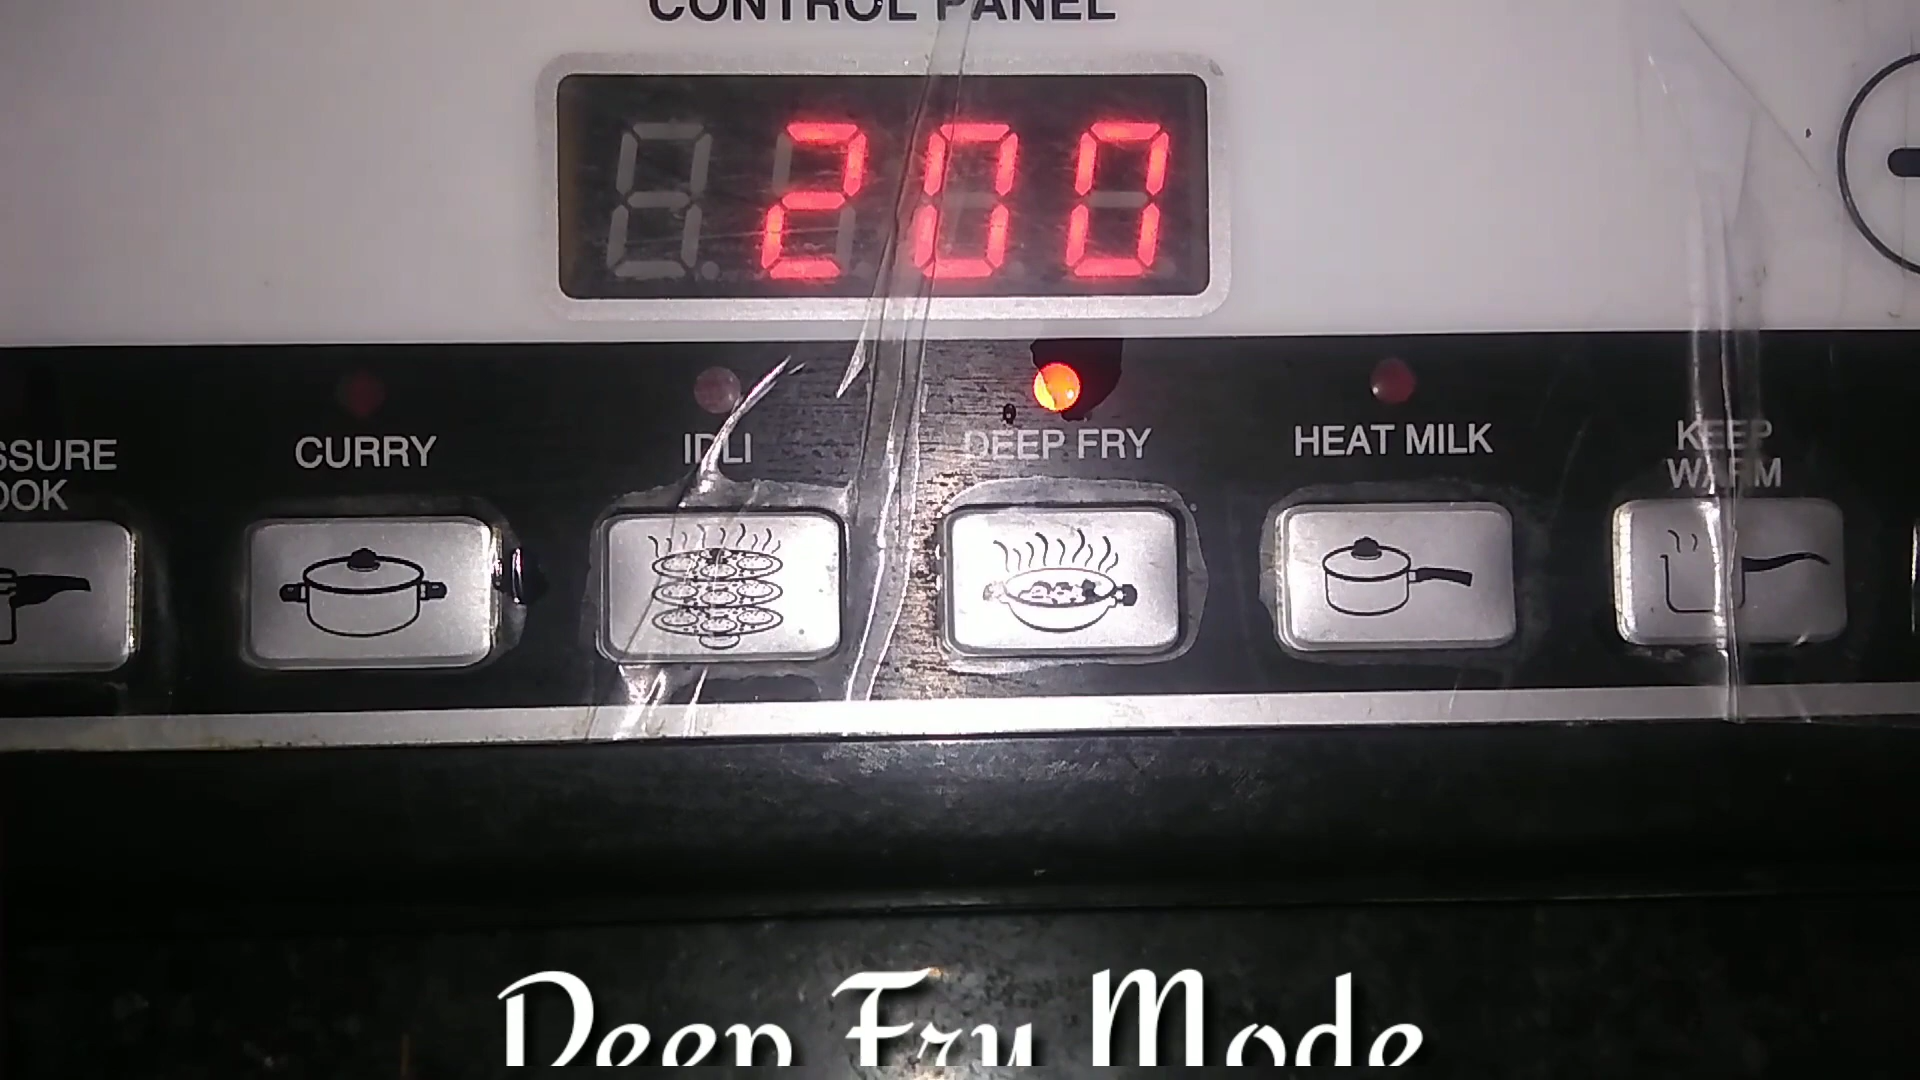 CONTROL PANEL
200
SSURE
OOK
CURRY
IDLI
DEEP FRY
HEAT MILK
KEEP
WARM
Deep Fry Mode